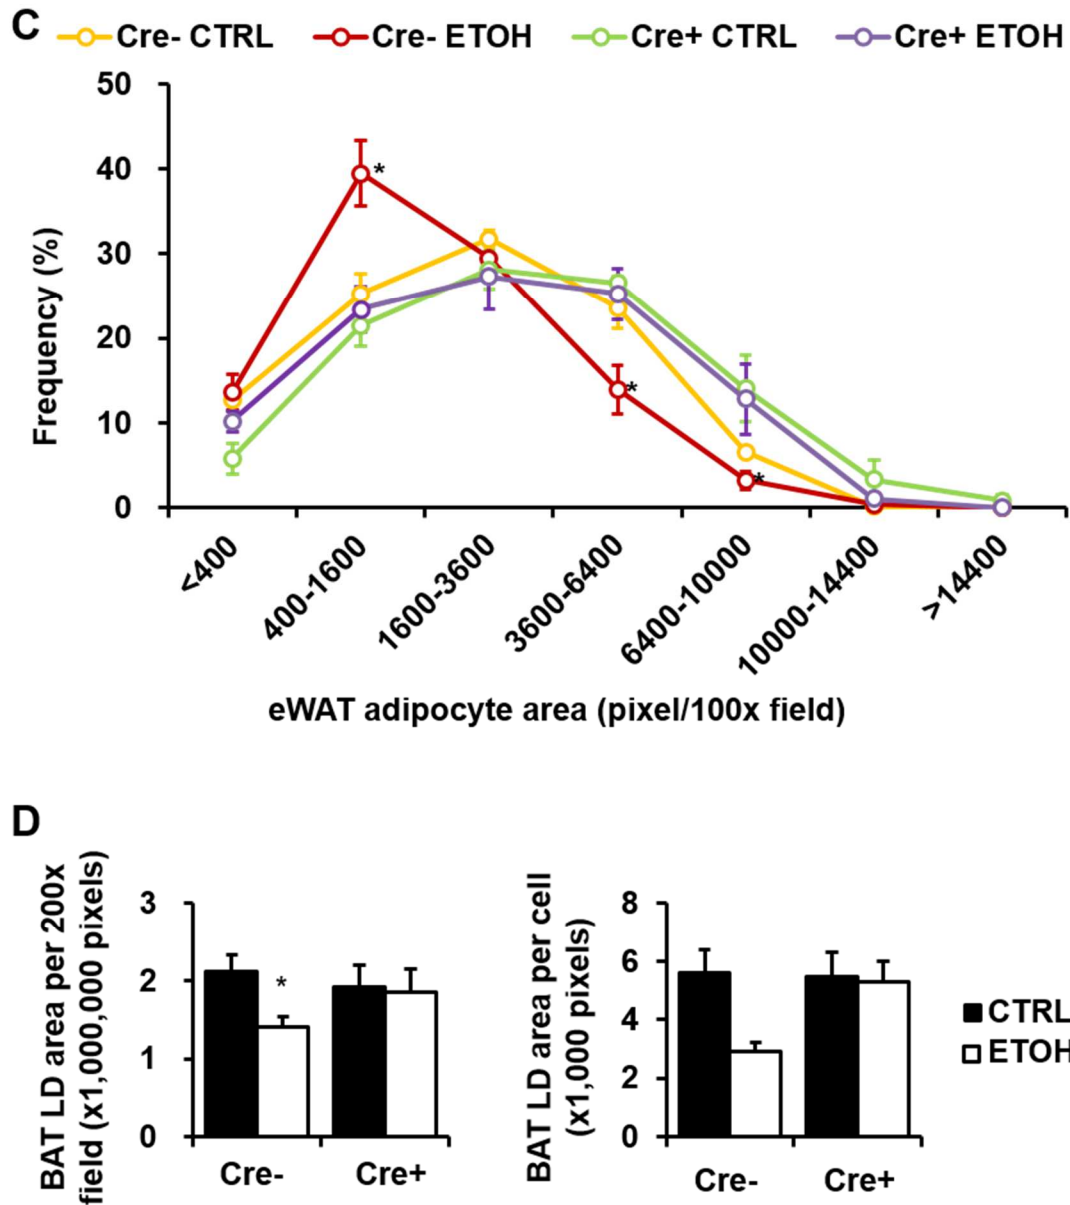 C
Cre- CTRL Cre- ETOH Cre+ CTRL Cre+ ETOH
Frequency (%)
50
40
30
20
10
0
* * *
<400 400-1600 1600-3600 3600-6400 6400-10000 10000-14400 >14400
eWAT adipocyte area (pixel/100x field)
D
BAT LD area per 200x
field (x1,000,000 pixels)
3
2
1
0
*
Cre- Cre+
BAT LD area per cell
(x1,000 pixels)
8
6
4
2
0
Cre- Cre+
CTRL
ETOH